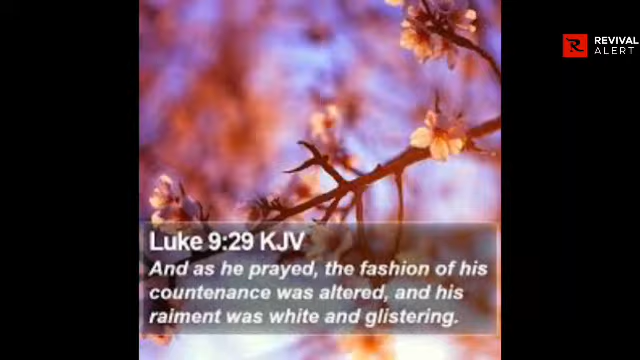 REVIVAL
ALERT
Luke 9:29 KJV
And as he prayed, the fashion of his
countenance was altered, and his
raiment was white and glistering.